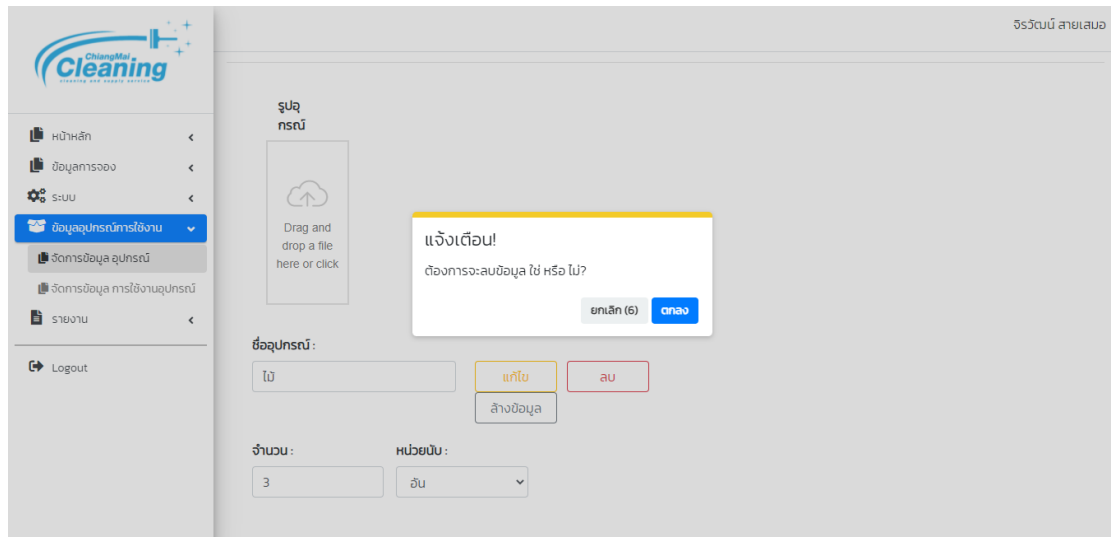 จิรวัฒน์ สายเสมอ
ChiangMai
Cleaning
cleaning and supply service
หน้าหลัก
ข้อมูลการจอง
ระบบ
ข้อมูลอุปกรณ์การใช้งาน
จัดการข้อมูล อุปกรณ์
จัดการข้อมูล การใช้งานอุปกรณ์
รายงาน
Logout
รูปอุ
กรณ์
Drag and
drop a file
here or click
แจ้งเตือน!
ต้องการจะลบข้อมูล ใช่ หรือ ไม่?
ยกเลิก (6) ตกลง
ชื่ออุปกรณ์ :
ไม้ แก้ไข ลบ
ล้างข้อมูล
จำนวน : หน่วยนับ :
3 อัน